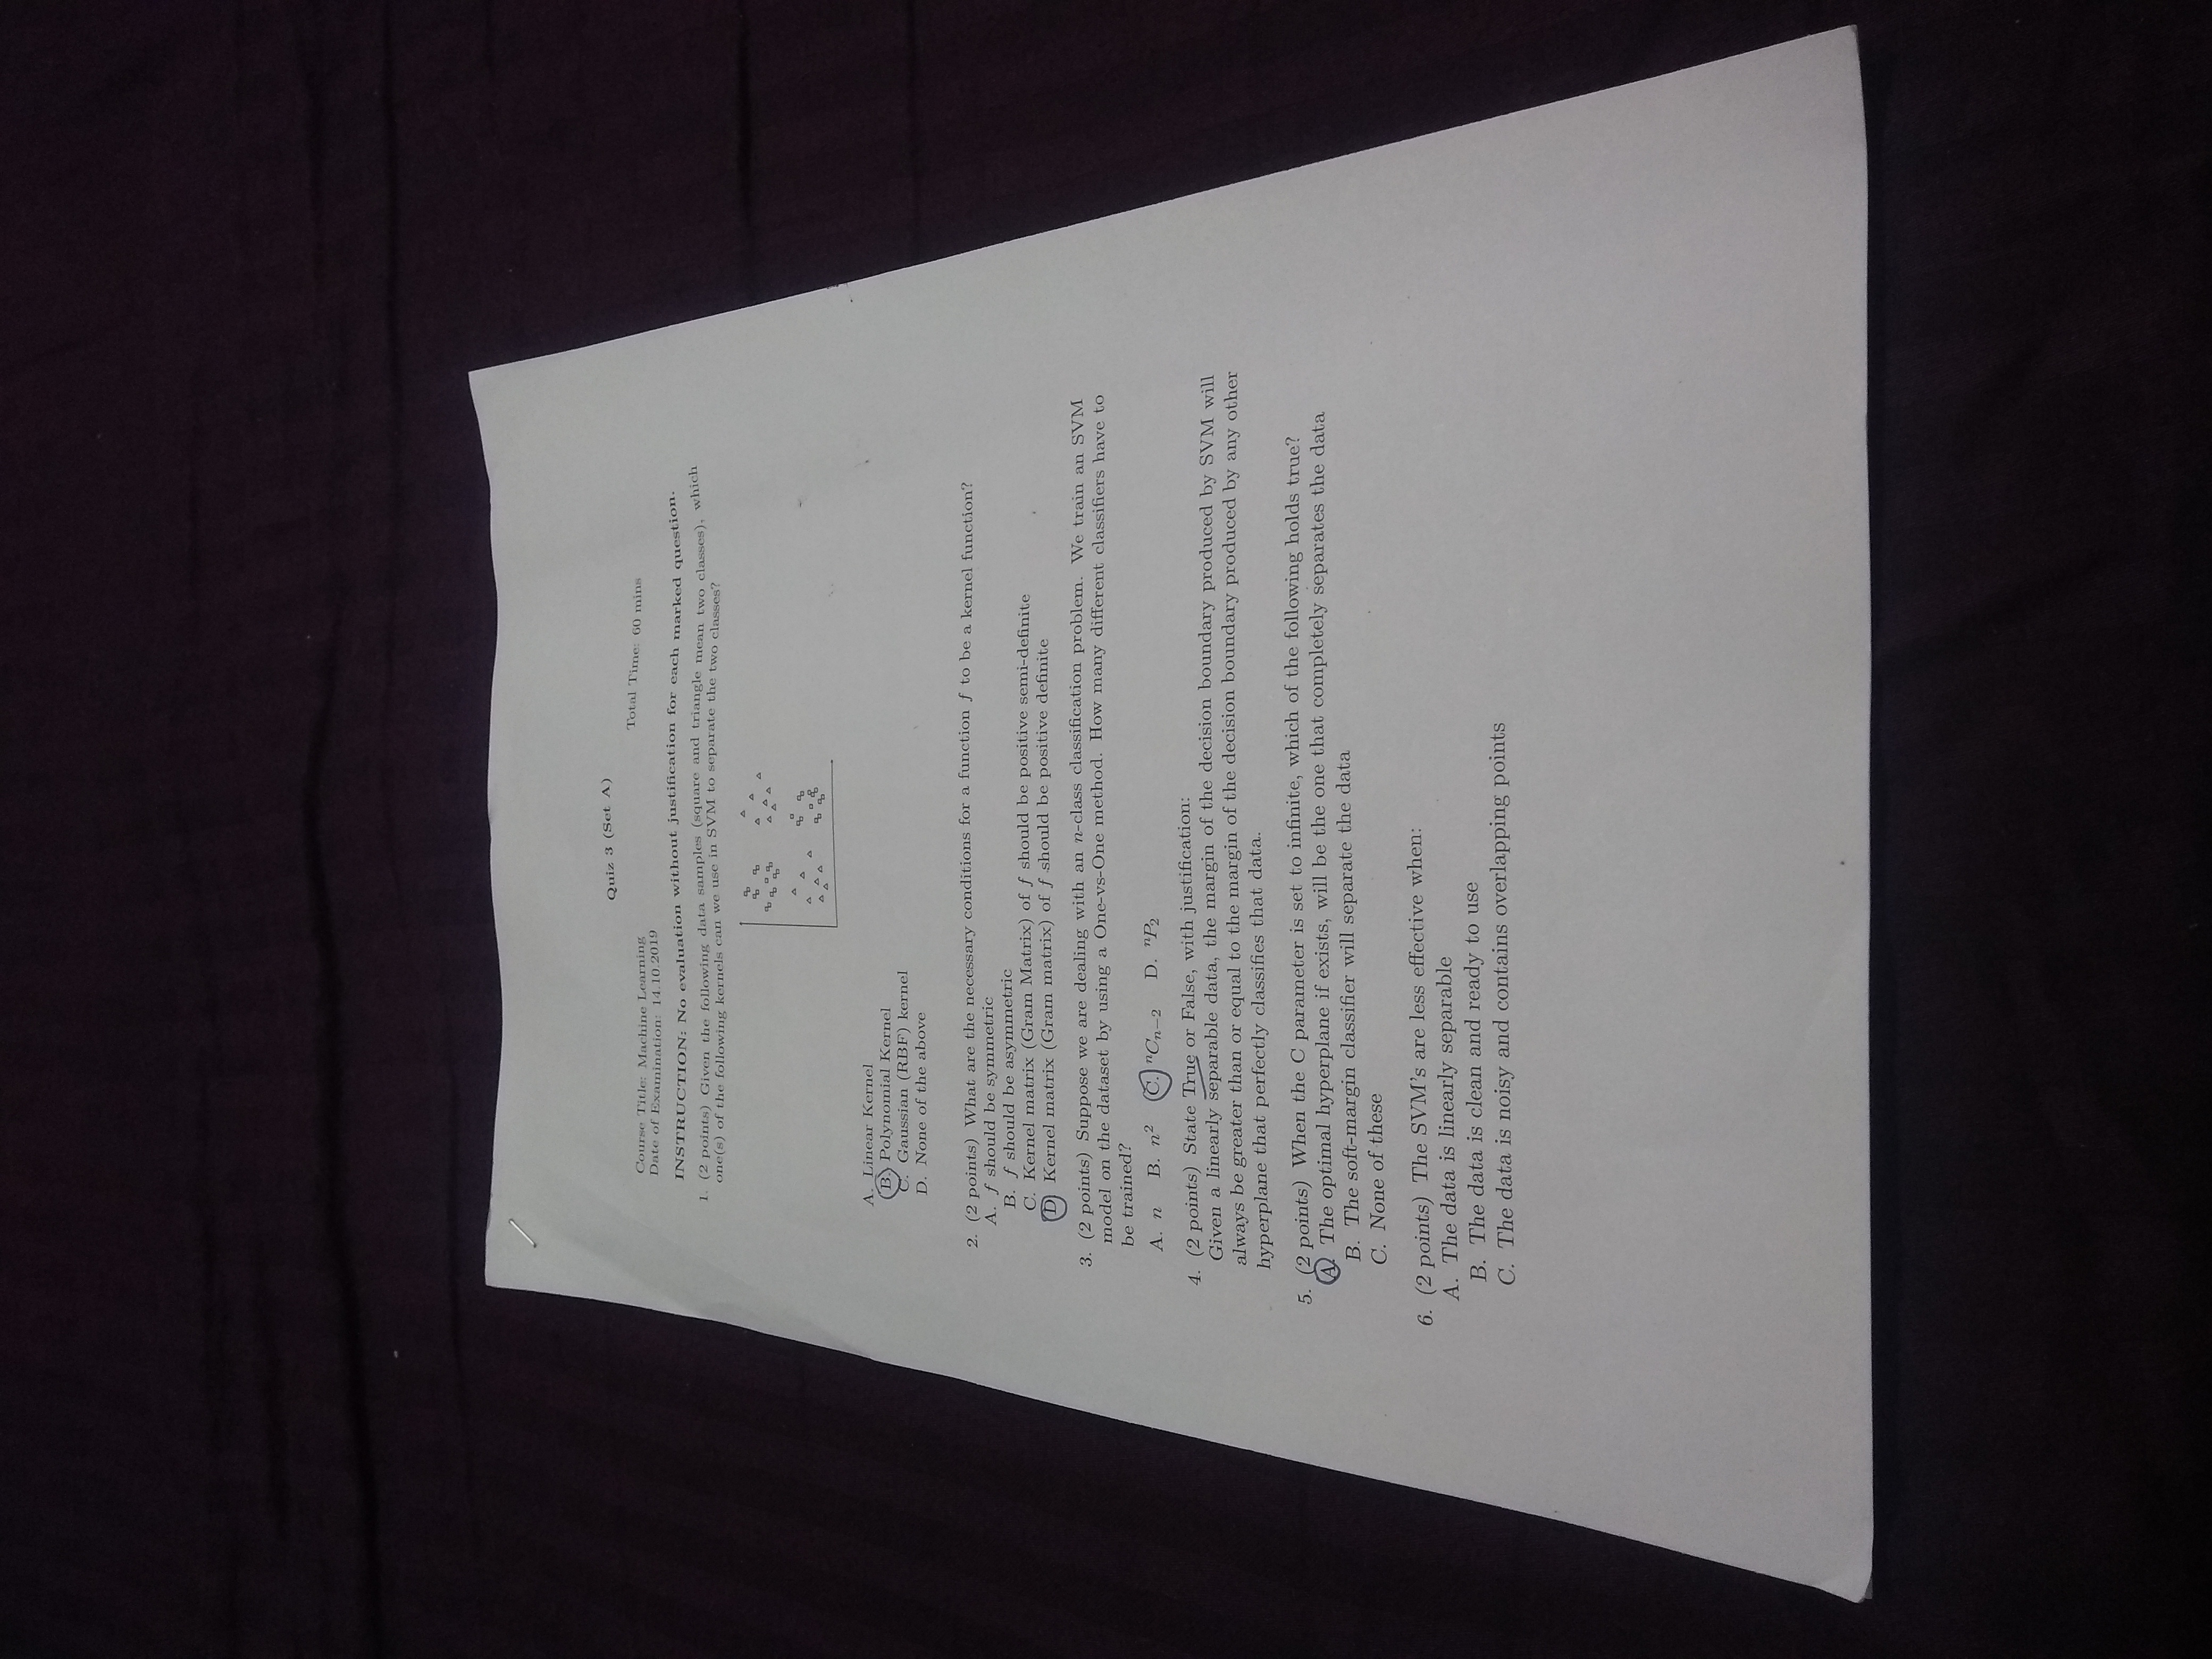 Quiz 3 (Set A)
Course Title: Machine Learning Total Time: 60 mins
Date of Examination: 14.10.2019
INSTRUCTION: No evaluation without justification for each marked question.
1. (2 points) Given the following data samples (square and triangle mean two classes), which
one(s) of the following kernels can we use in SVM to separate the two classes?
A. Linear Kernel
B. Polynomial Kernel
C. Gaussian (RBF) kernel
D. None of the above
2. (2 points) What are the necessary conditions for a function f to be a kernel function?
A. f should be symmetric
B. f should be asymmetric
C. Kernel matrix (Gram Matrix) of f should be positive semi-definite
D. Kernel matrix (Gram matrix) of f should be positive definite
3. (2 points) Suppose we are dealing with an n-class classification problem. We train an SVM
model on the dataset by using a One-vs-One method. How many different classifiers have to
be trained?
A. n B. n² C. ⁿCₙ₋₂ D. ⁿP₂
4. (2 points) State True or False, with justification:
Given a linearly separable data, the margin of the decision boundary produced by SVM will
always be greater than or equal to the margin of the decision boundary produced by any other
hyperplane that perfectly classifies that data.
5. (2 points) When the C parameter is set to infinite, which of the following holds true?
A. The optimal hyperplane if exists, will be the one that completely separates the data
B. The soft-margin classifier will separate the data
C. None of these
6. (2 points) The SVM's are less effective when:
A. The data is linearly separable
B. The data is clean and ready to use
C. The data is noisy and contains overlapping points